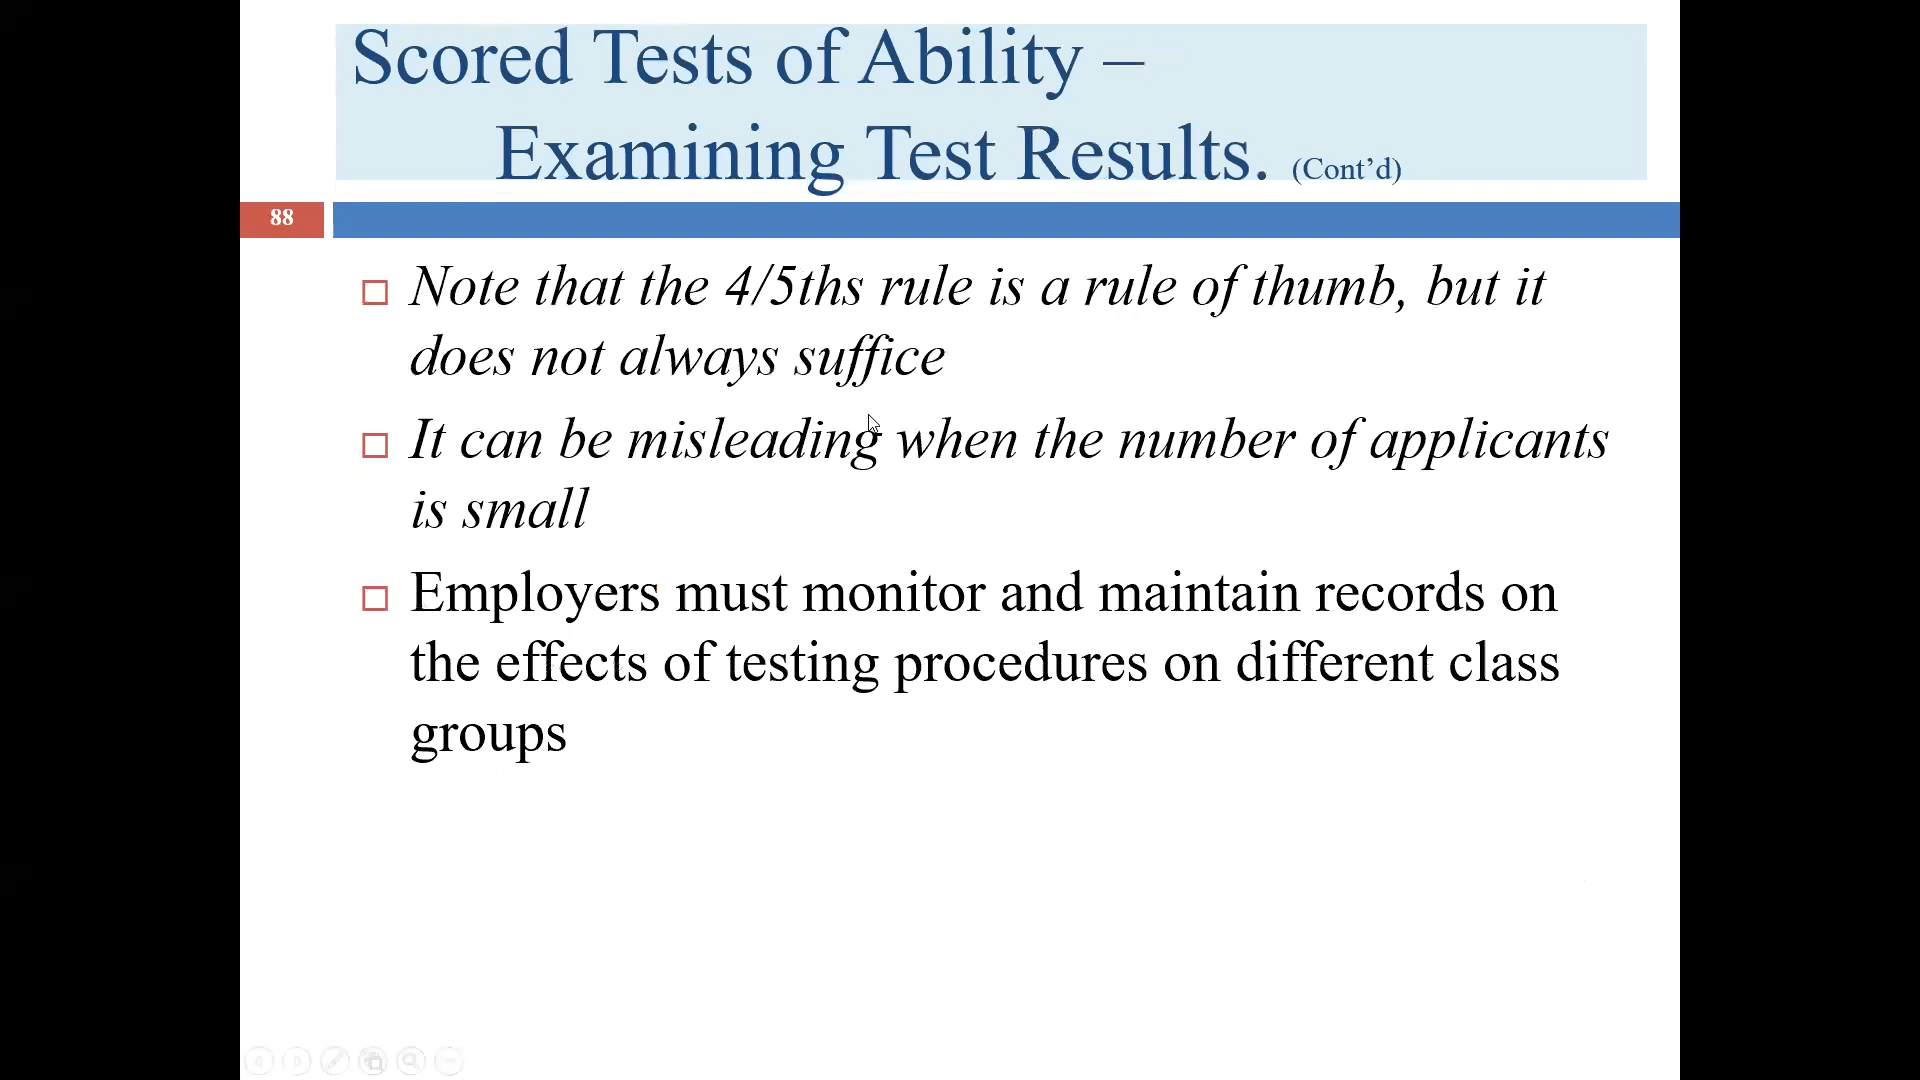 Scored Tests of Ability –
Examining Test Results. (Cont’d)
88
Note that the 4/5ths rule is a rule of thumb, but it
does not always suffice
It can be misleading when the number of applicants
is small
Employers must monitor and maintain records on
the effects of testing procedures on different class
groups